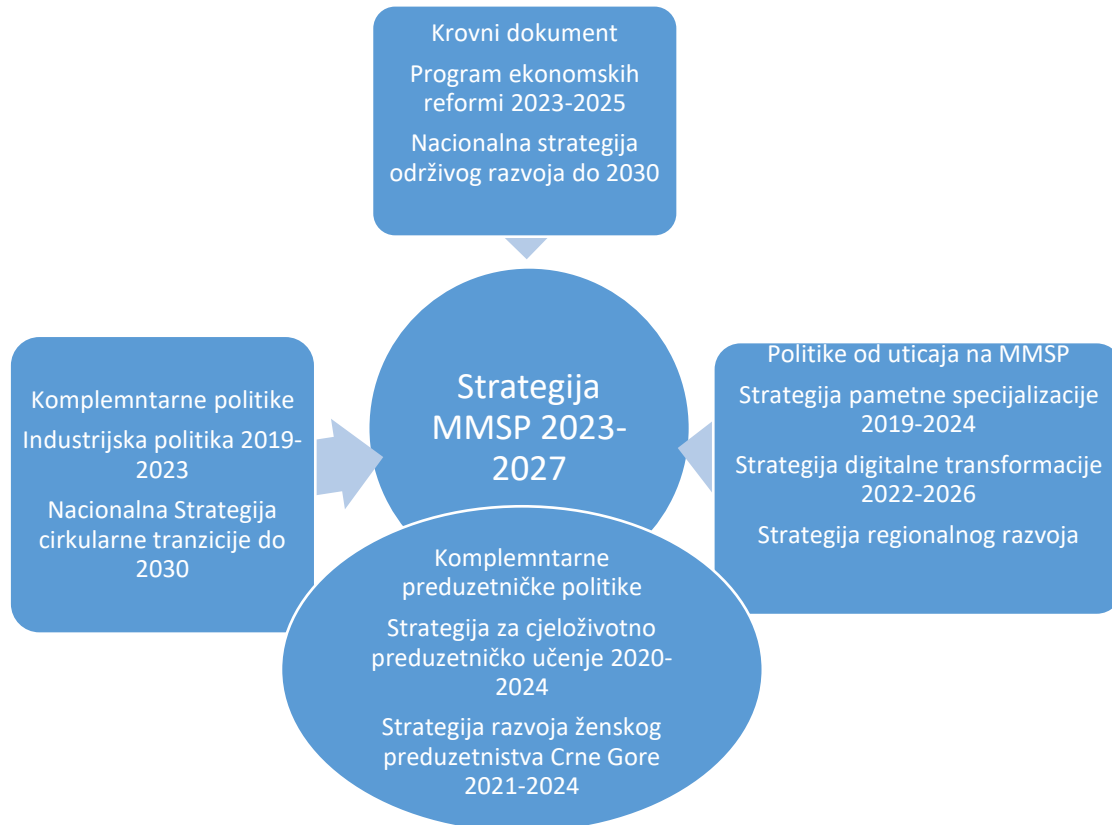 Krovni dokument
Program ekonomskih
reformi 2023-2025
Nacionalna strategija
održivog razvoja do 2030
Strategija
MMSP 2023-
2027
Komplemntarne politike
Industrijska politika 2019-
2023
Nacionalna Strategija
cirkularne tranzicije do
2030
Politike od uticaja na MMSP
Strategija pametne specijalizacije
2019-2024
Strategija digitalne transformacije
2022-2026
Strategija regionalnog razvoja
Komplemntarne
preduzetničke politike
Strategija za cjeloživotno
preduzetničko učenje 2020-
2024
Strategija razvoja ženskog
preduzetnistva Crne Gore
2021-2024